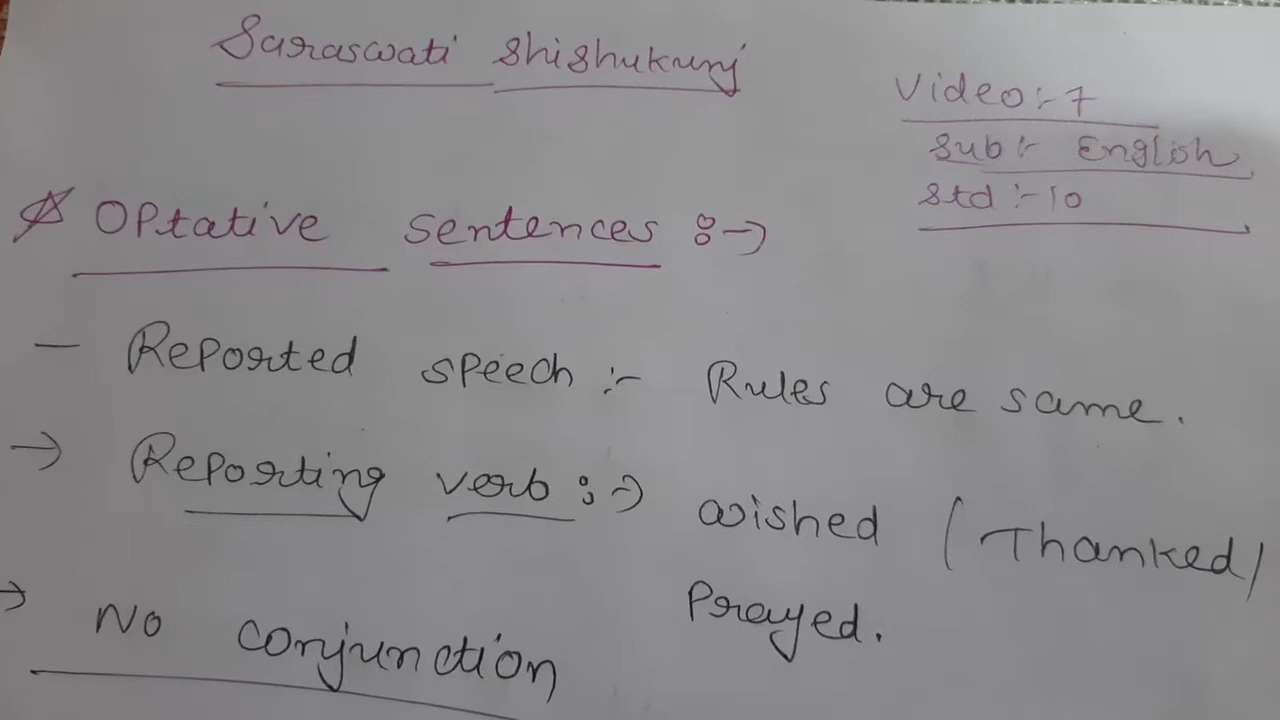 Saraswati Shishukunj
Video:- 7
Sub:- English
Std:- 10
Optative sentences :-
- Reported speech :- Rules are same.
→ Reporting verb :→ wished / Thanked /
Prayed.
→ No conjunction